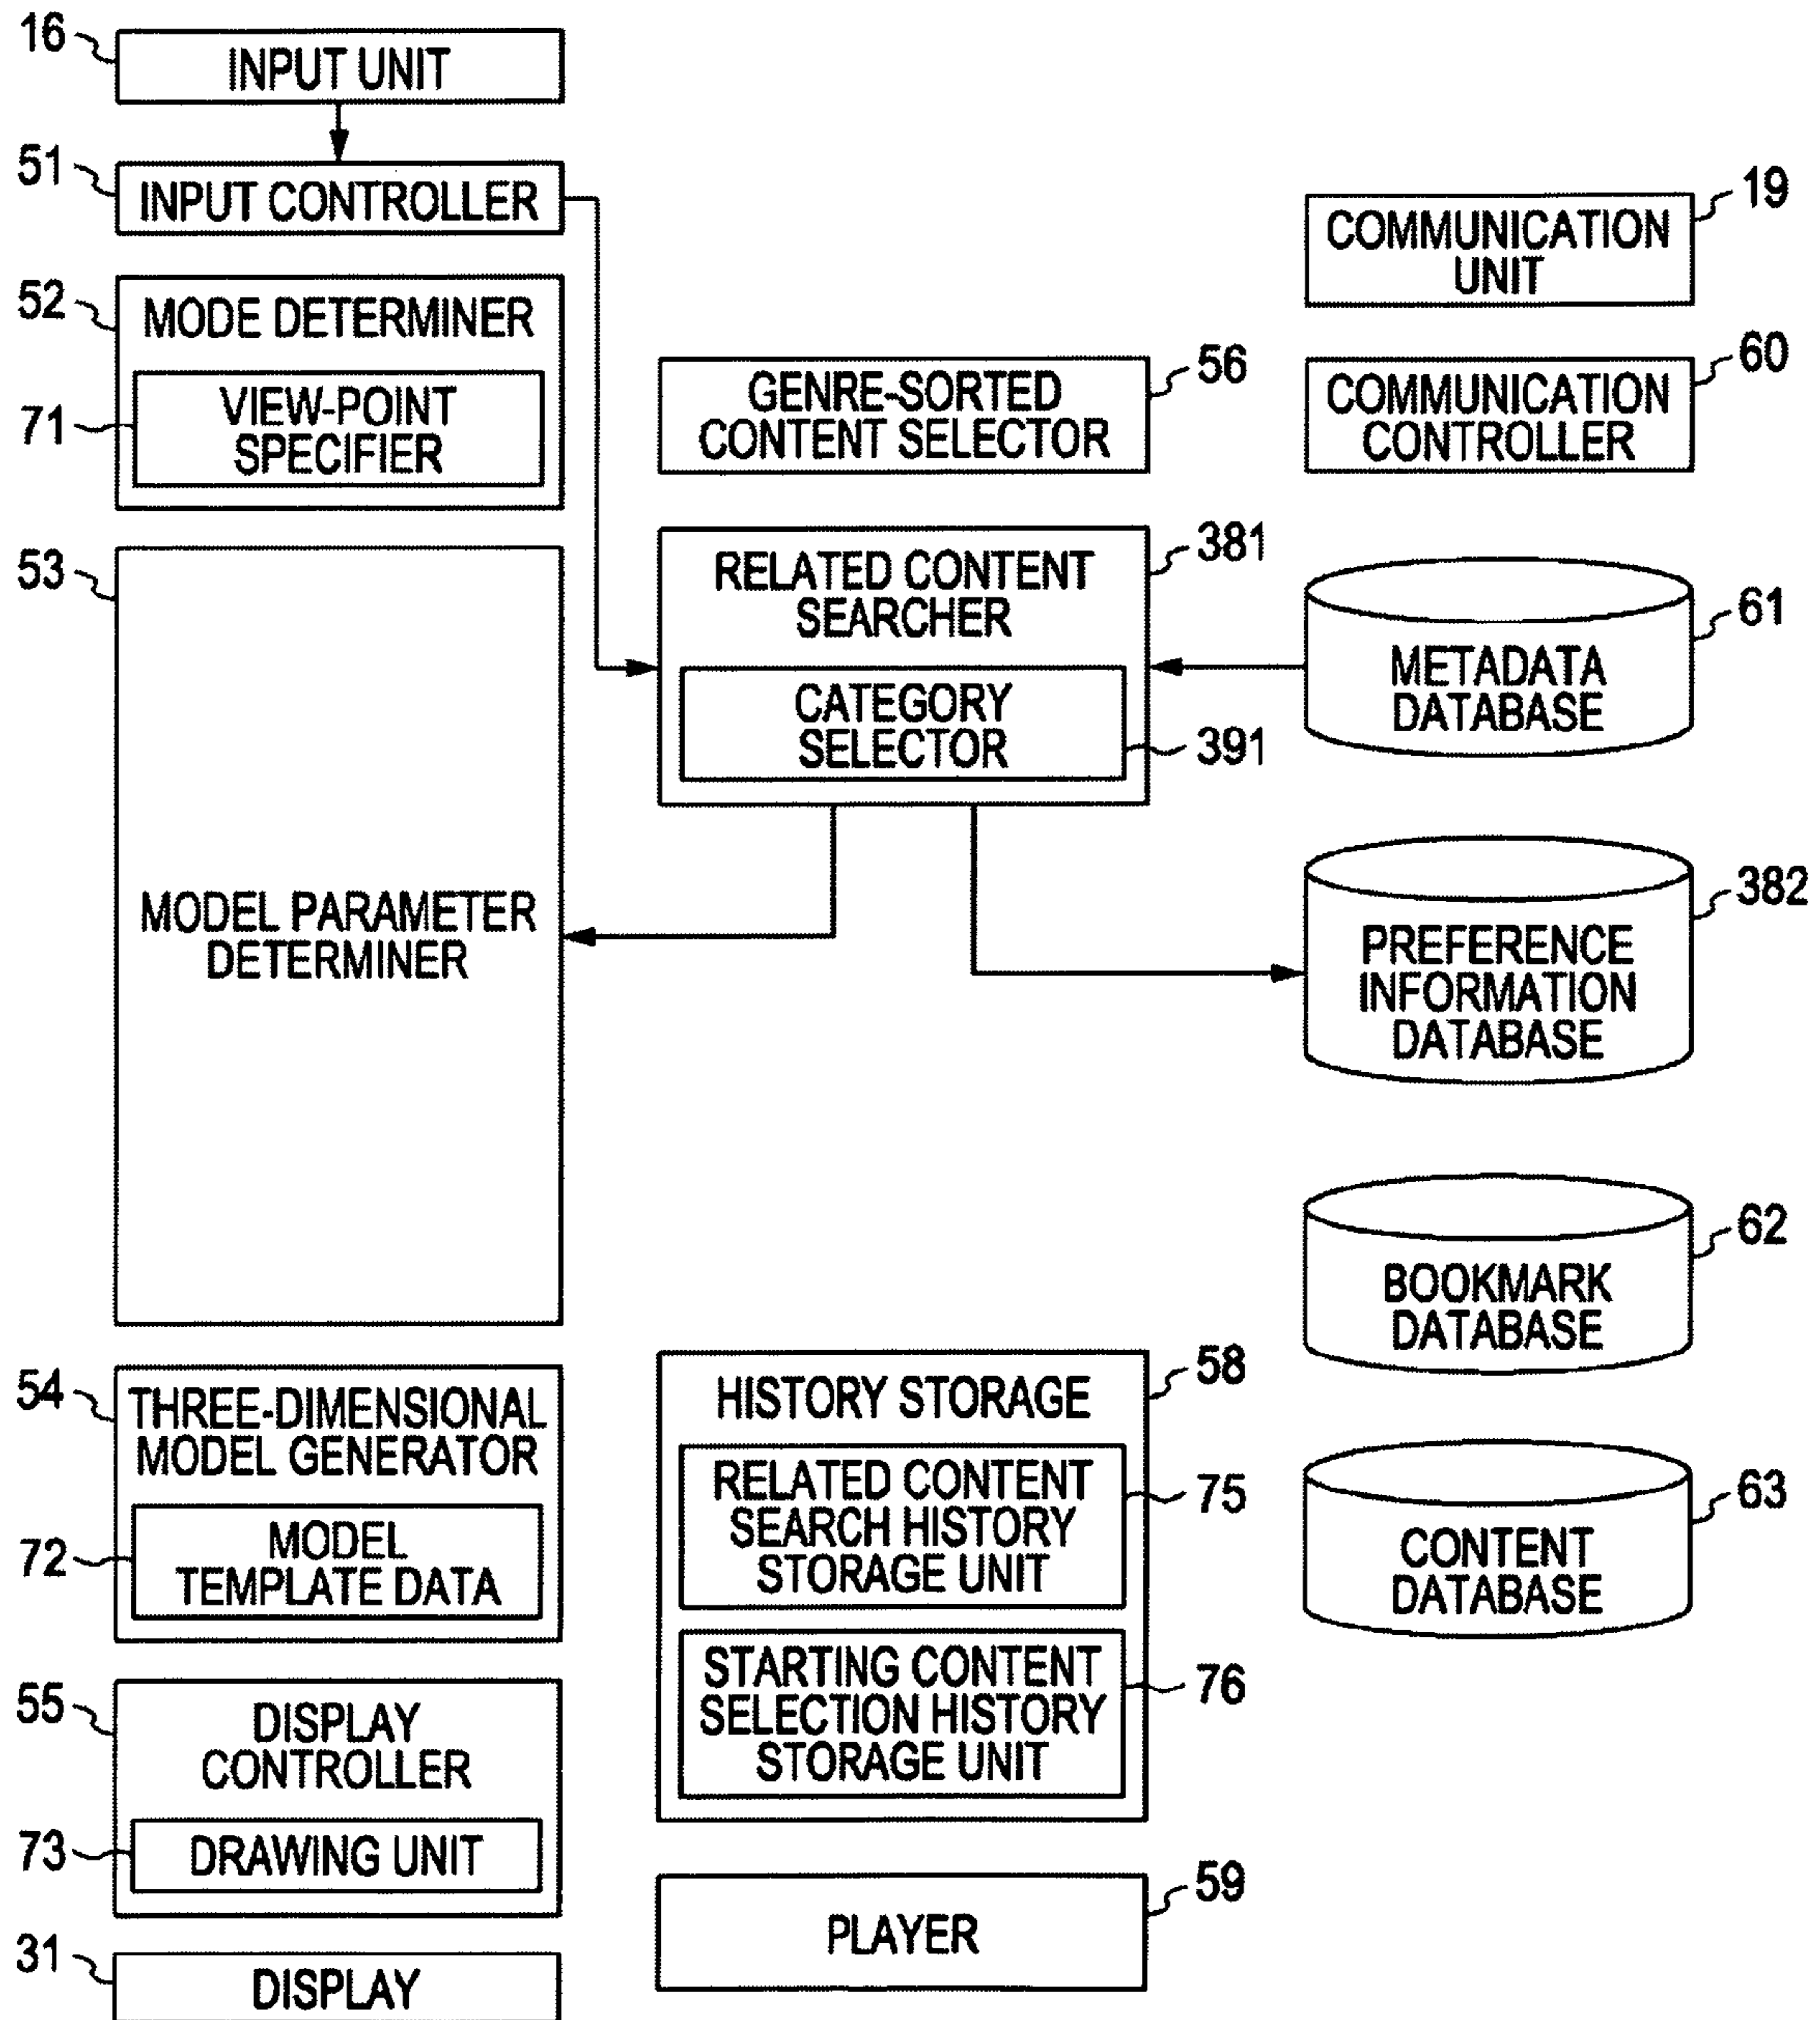 16
INPUT UNIT
51
INPUT CONTROLLER
52
MODE DETERMINER
71
VIEW-POINT
SPECIFIER
53
MODEL PARAMETER
DETERMINER
54
THREE-DIMENSIONAL
MODEL GENERATOR
72
MODEL
TEMPLATE DATA
55
DISPLAY
CONTROLLER
73
DRAWING UNIT
31
DISPLAY
GENRE-SORTED
CONTENT SELECTOR
56
RELATED CONTENT
SEARCHER
381
CATEGORY
SELECTOR
391
HISTORY STORAGE
58
RELATED CONTENT
SEARCH HISTORY
STORAGE UNIT
75
STARTING CONTENT
SELECTION HISTORY
STORAGE UNIT
76
PLAYER
59
COMMUNICATION
UNIT
19
COMMUNICATION
CONTROLLER
60
METADATA
DATABASE
61
PREFERENCE
INFORMATION
DATABASE
382
BOOKMARK
DATABASE
62
CONTENT
DATABASE
63